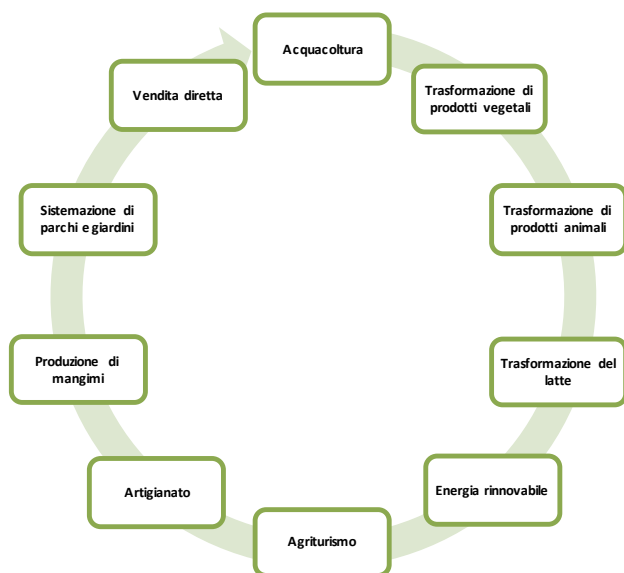 Acquacoltura
Trasformazione di
prodotti vegetali
Trasformazione di
prodotti animali
Trasformazione del
latte
Energia rinnovabile
Agriturismo
Artigianato
Produzione di
mangimi
Sistemazione di
parchi e giardini
Vendita diretta